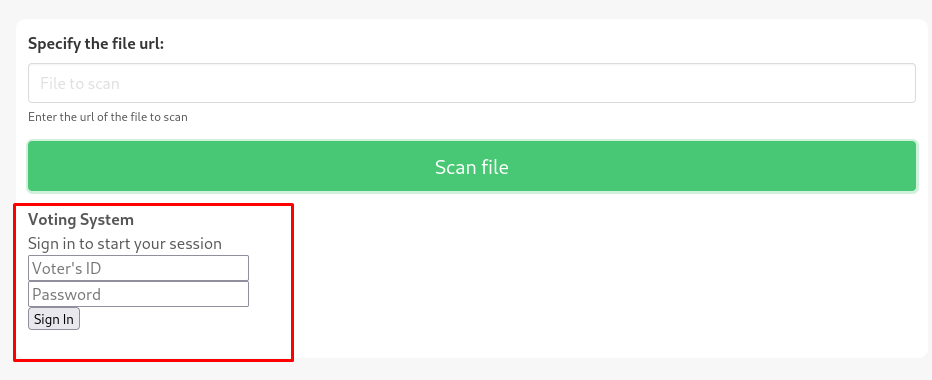 Specify the file url:
File to scan
Enter the url of the file to scan
Scan file
Voting System
Sign in to start your session
Voter's ID
Password
Sign In